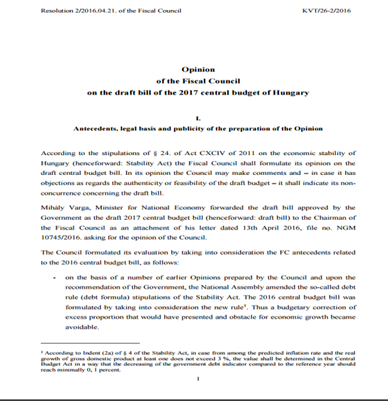 Resolution 2/2016.04.21. of the Fiscal Council KVT/26-2/2016
Opinion
of the Fiscal Council
on the draft bill of the 2017 central budget of Hungary
I.
Antecedents, legal basis and publicity of the preparation of the Opinion
According to the stipulations of § 24. of Act CXCIV of 2011 on the economic stability of
Hungary (henceforward: Stability Act) the Fiscal Council shall formulate its opinion on the
draft central budget bill. In its opinion the Council may make comments and – in case it has
objections as regards the authenticity or feasibility of the draft budget – it shall indicate its non-
concurrence concerning the draft bill.
Mihály Varga, Minister for National Economy forwarded the draft bill approved by the
Government as the draft 2017 central budget bill (henceforward: draft bill) to the Chairman of
the Fiscal Council as an attachment of his letter dated 13th April 2016, file no. NGM
10745/2016. asking for the opinion of the Council.
The Council formulated its evaluation by taking into consideration the FC antecedents related
to the 2016 central budget bill, as follows:
- on the basis of a number of earlier Opinions prepared by the Council and upon the
recommendation of the Government, the National Assembly amended the so-called debt
rule (debt formula) stipulations of the Stability Act. The 2016 central budget bill was
formulated by taking into consideration the new rule¹. Thus a budgetary correction of
excess proportion that would have presented and obstacle for economic growth became
avoidable.
¹ According to Indent (2a) of § 4 of the Stability Act, in case from among the predicted inflation rate and the real
growth of gross domestic product at least one does not exceed 3 %, the value shall be determined in the Central
Budget Act in a way that the decreasing of the government debt indicator compared to the reference year should
reach minimally 0, 1 percent.
1